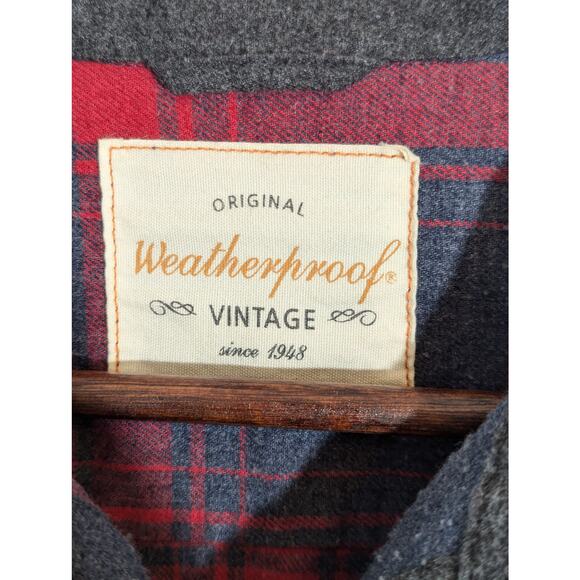 ORIGINAL
Weatherproof®
VINTAGE
since 1948